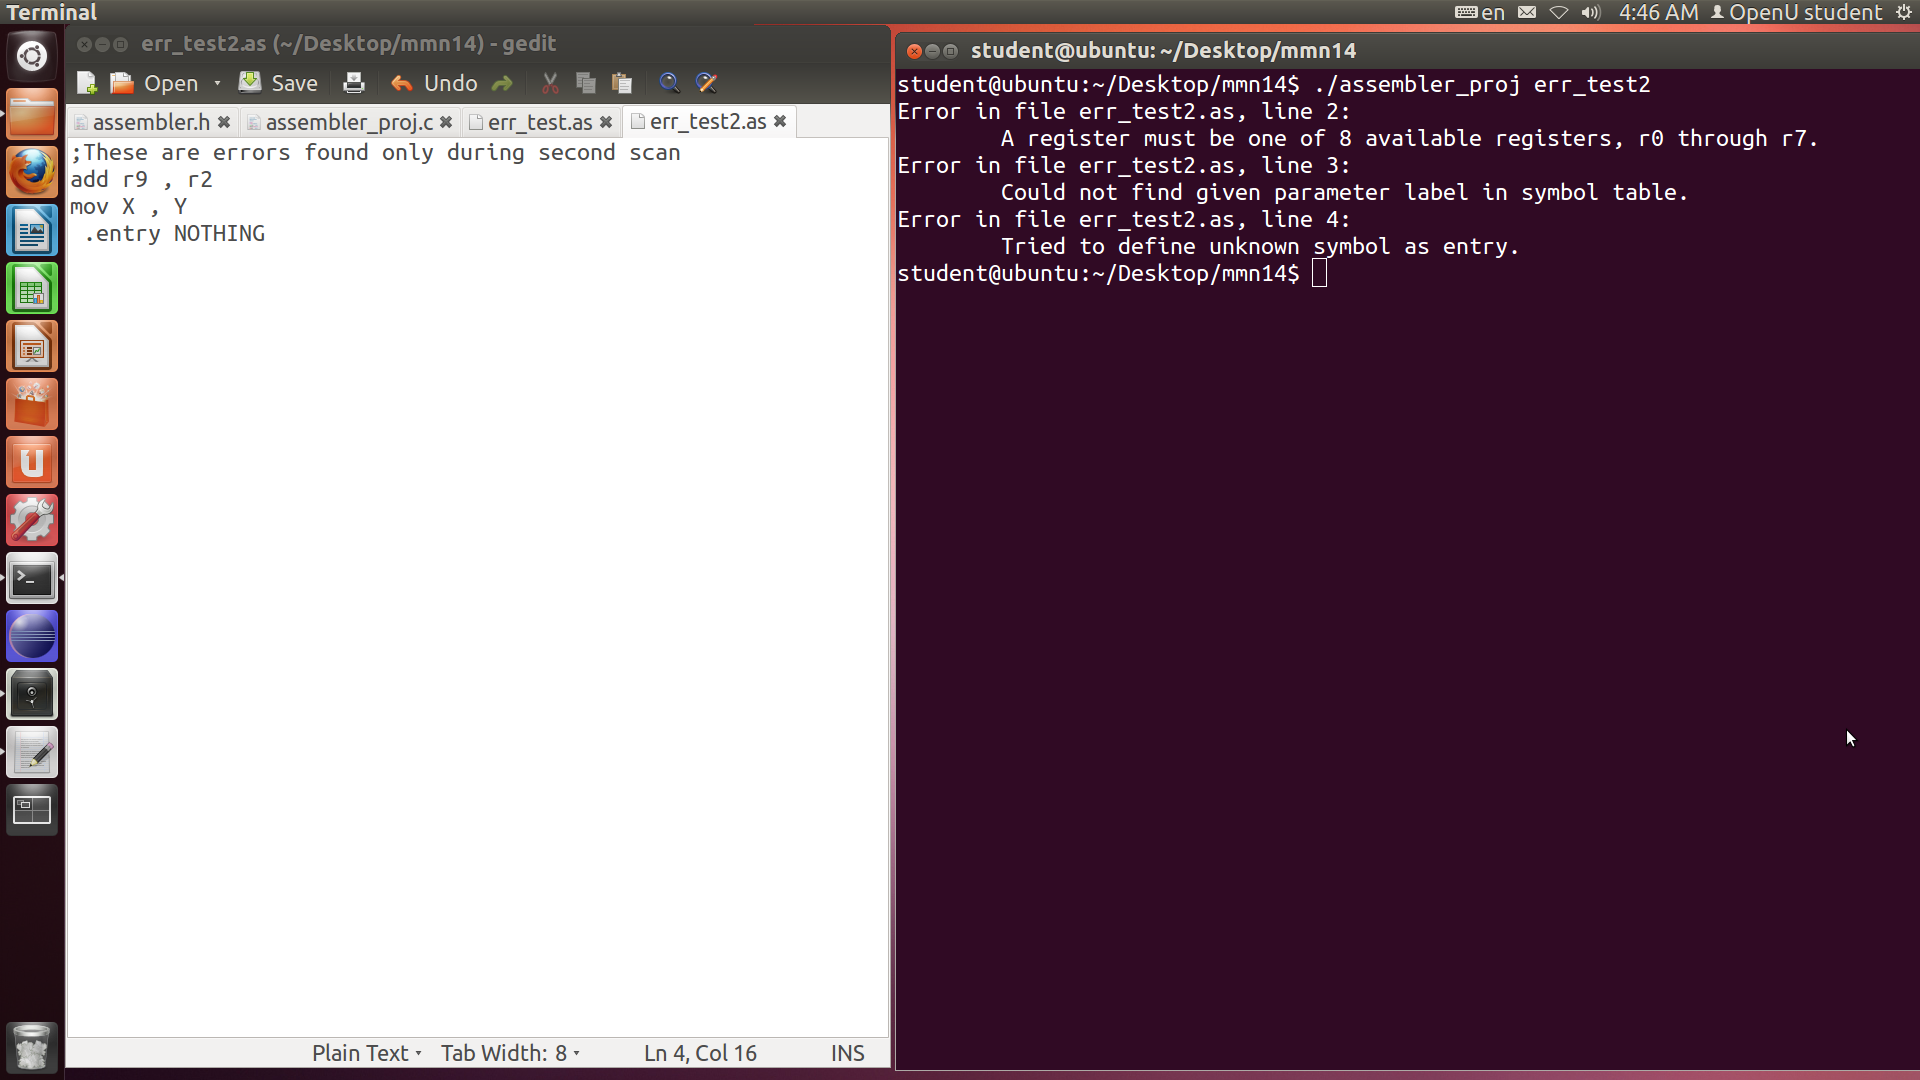 Terminal
en 4:46 AM OpenU student
err_test2.as (~/Desktop/mmn14) - gedit
Open Save Undo
assembler.h assembler_proj.c err_test.as err_test2.as
;These are errors found only during second scan
add r9 , r2
mov X , Y
 .entry NOTHING
Plain Text Tab Width: 8 Ln 4, Col 16 INS
student@ubuntu: ~/Desktop/mmn14
student@ubuntu:~/Desktop/mmn14$ ./assembler_proj err_test2
Error in file err_test2.as, line 2:
        A register must be one of 8 available registers, r0 through r7.
Error in file err_test2.as, line 3:
        Could not find given parameter label in symbol table.
Error in file err_test2.as, line 4:
        Tried to define unknown symbol as entry.
student@ubuntu:~/Desktop/mmn14$